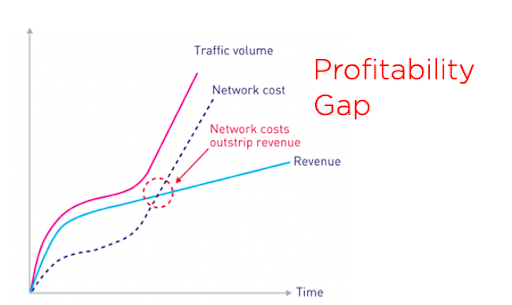 Traffic volume
Profitability
Gap
Network cost
Network costs
outstrip revenue
Revenue
Time